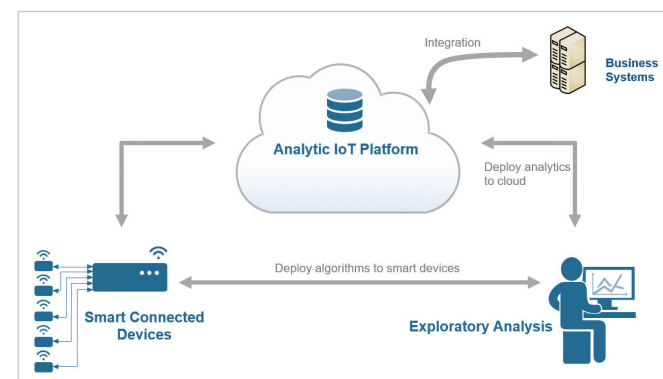 Integration
Business
Systems
Analytic IoT Platform
Deploy analytics
to cloud
Deploy algorithms to smart devices
Smart Connected
Devices
Exploratory Analysis